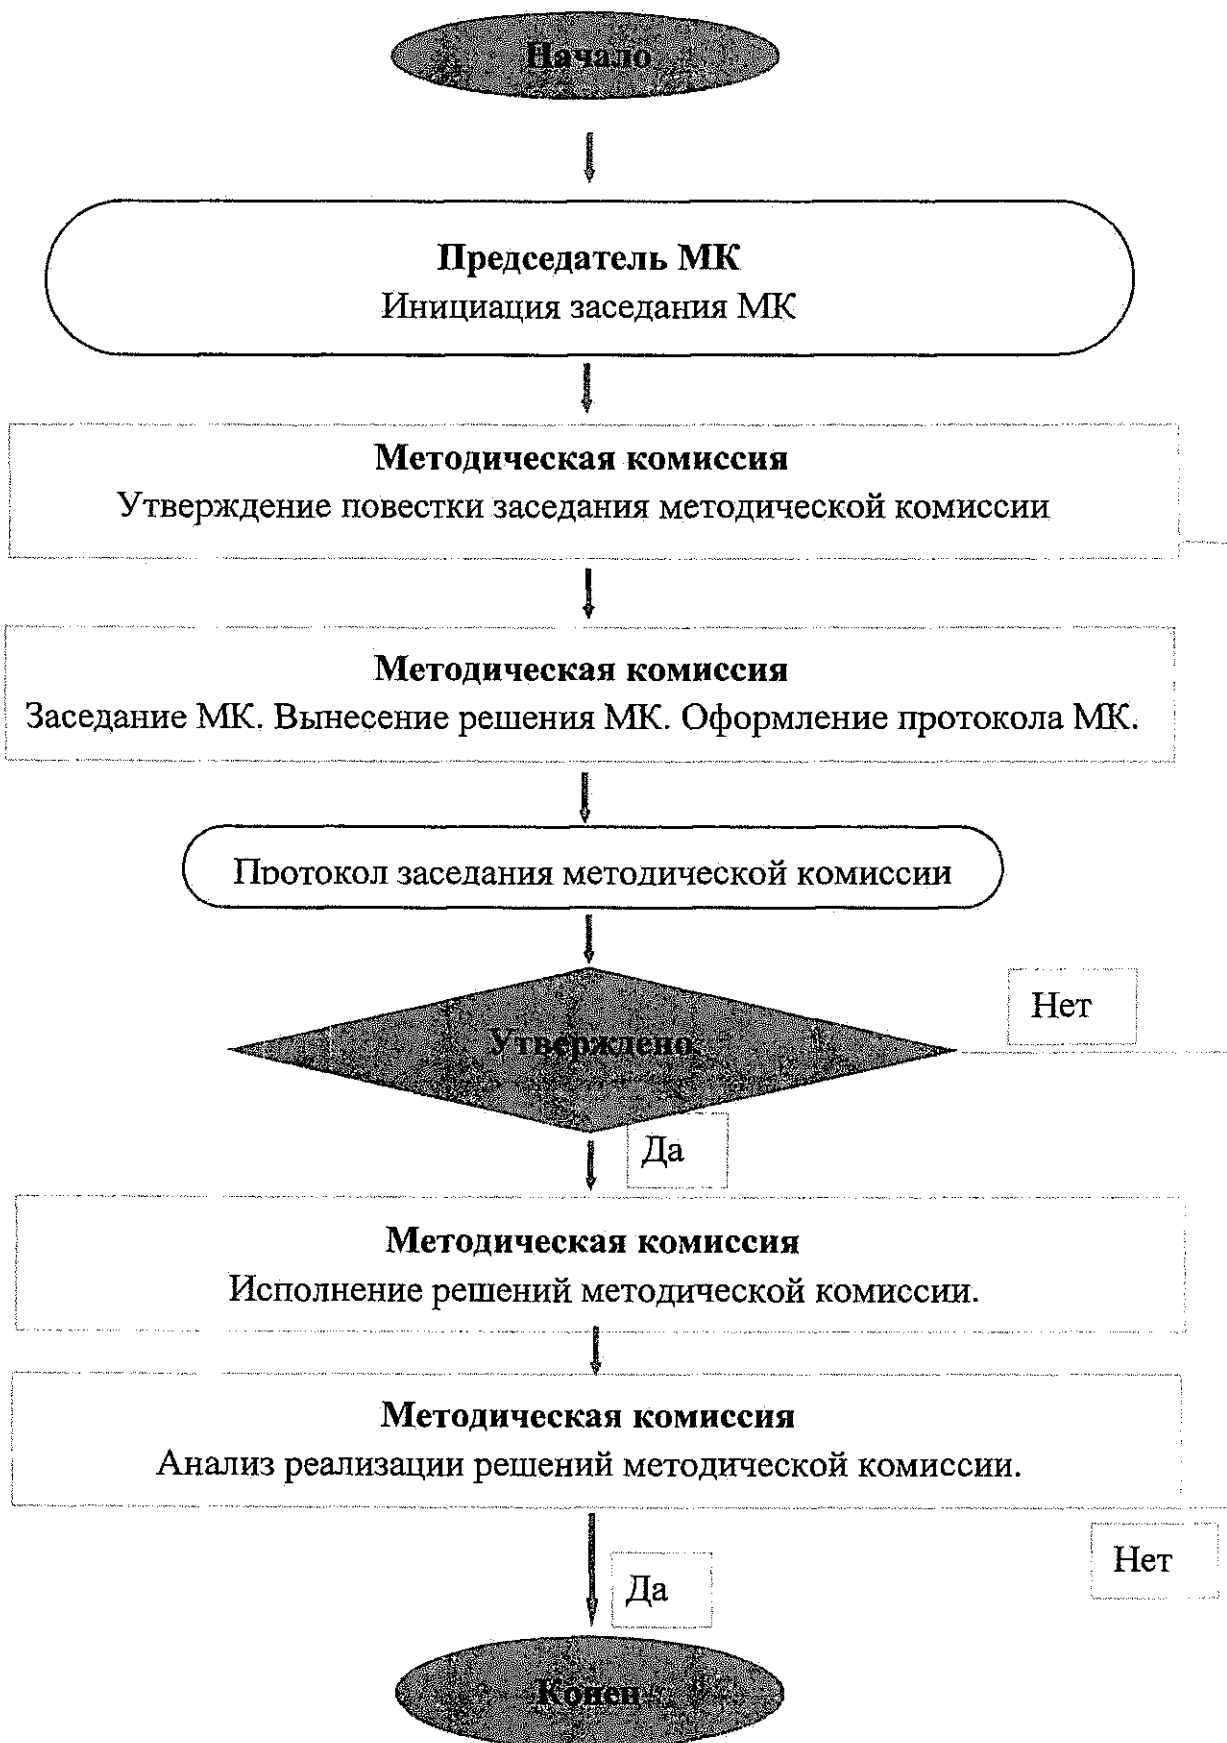 Начало
Председатель МК
Инициация заседания МК
Методическая комиссия
Утверждение повестки заседания методической комиссии
Методическая комиссия
Заседание МК. Вынесение решения МК. Оформление протокола МК.
Протокол заседания методической комиссии
Утверждено
Нет
Да
Методическая комиссия
Исполнение решений методической комиссии.
Методическая комиссия
Анализ реализации решений методической комиссии.
Нет
Да
Конец